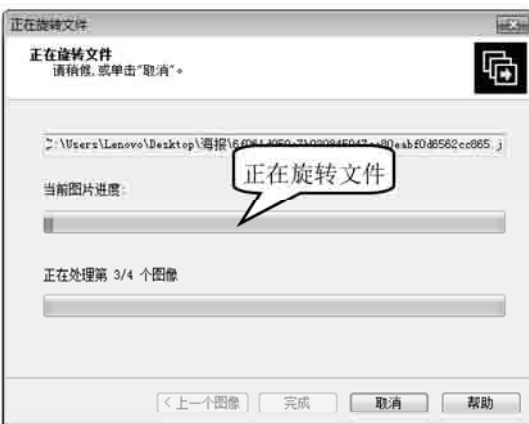 正在旋转文件
正在旋转文件
请稍候,或单击“取消”。
C:\Users\Lenovo\Desktop\海报\
正在旋转文件
当前图片进度:
正在处理第 3/4 个图像
<上一个图像
完成
取消
帮助